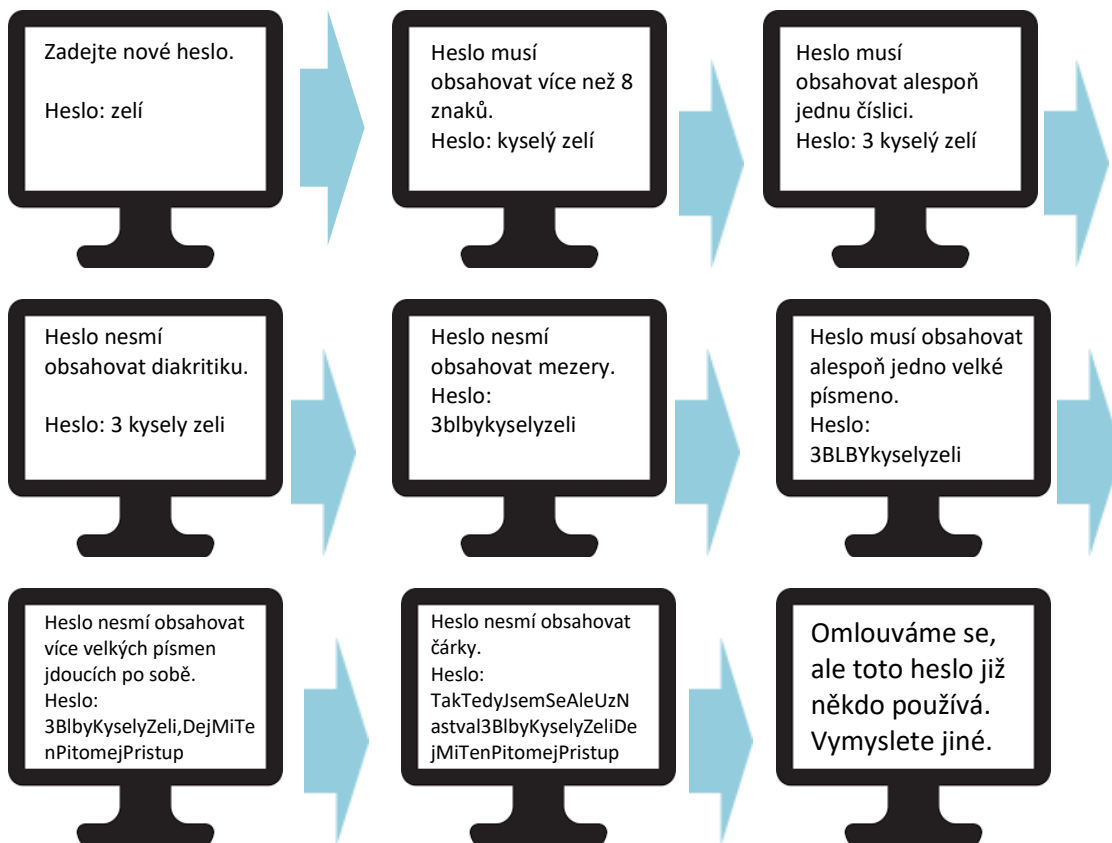 Zadejte nové heslo.
Heslo: zelí
Heslo musí
obsahovat více než 8
znaků.
Heslo: kyselý zelí
Heslo musí
obsahovat alespoň
jednu číslici.
Heslo: 3 kyselý zelí
Heslo nesmí
obsahovat diakritiku.
Heslo: 3 kysely zeli
Heslo nesmí
obsahovat mezery.
Heslo:
3blbykyselyzeli
Heslo musí obsahovat
alespoň jedno velké
písmeno.
Heslo:
3BLBYkyselyzeli
Heslo nesmí obsahovat
více velkých písmen
jdoucích po sobě.
Heslo:
3BlbyKyselyZeli,DejMiTe
nPitomejPristup
Heslo nesmí obsahovat
čárky.
Heslo:
TakTedyJsemSeAleUzN
astval3BlbyKyselyZeliDe
jMiTenPitomejPristup
Omlouváme se,
ale toto heslo již
někdo používá.
Vymyslete jiné.